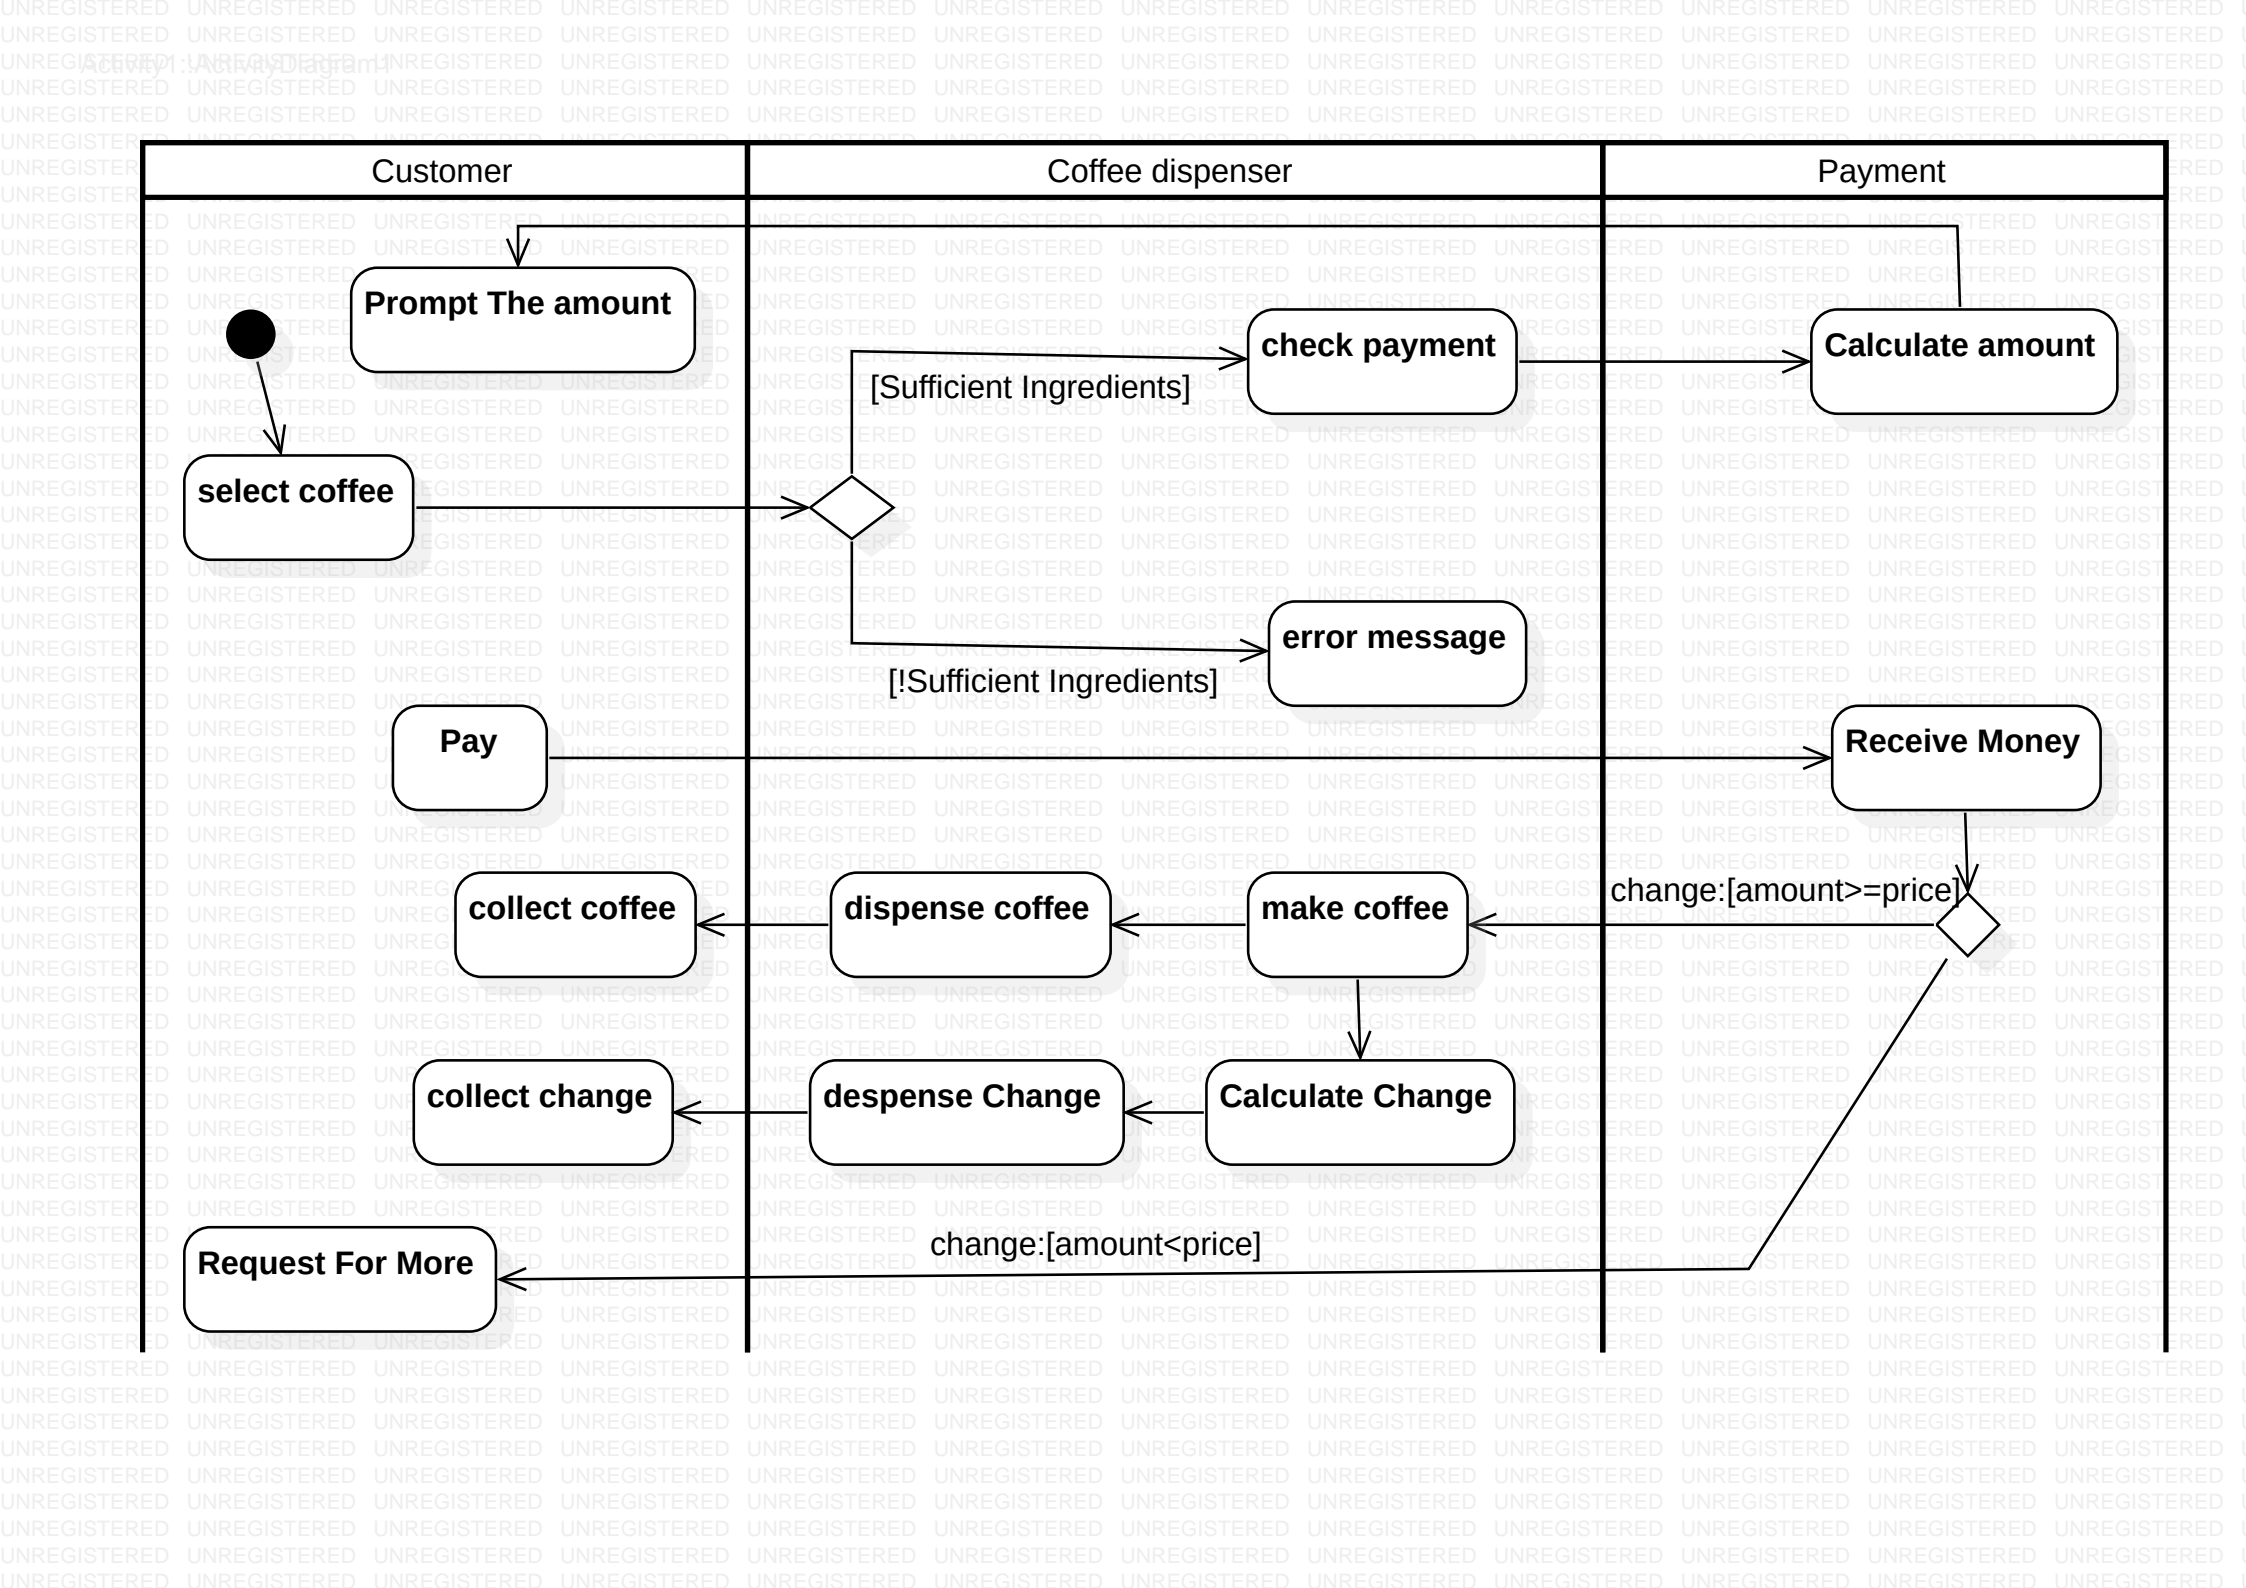 Activity1::ActivityDiagram1
Customer
Coffee dispenser
Payment
Prompt The amount
check payment
Calculate amount
[Sufficient Ingredients]
select coffee
error message
[!Sufficient Ingredients]
Pay
Receive Money
change:[amount>=price]
collect coffee
dispense coffee
make coffee
collect change
despense Change
Calculate Change
change:[amount<price]
Request For More
UNREGISTERED